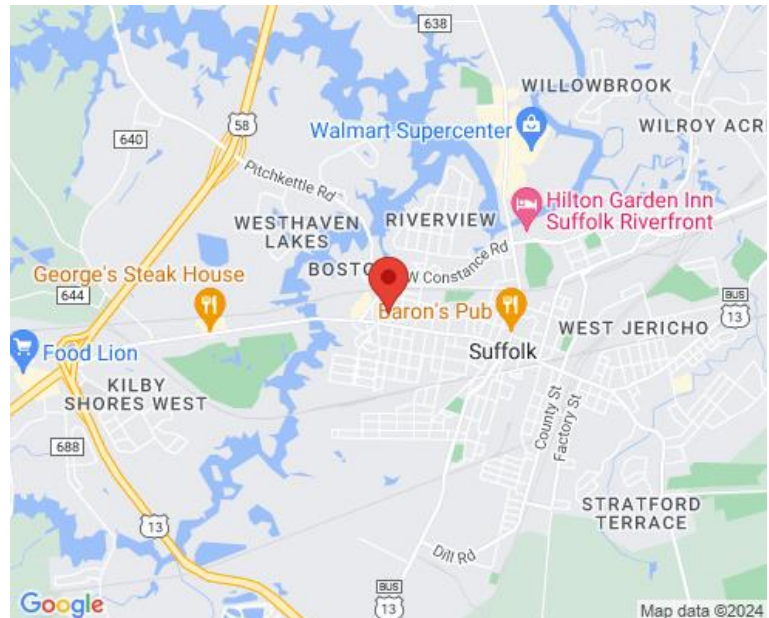 638
WILLOWBROOK
58
Walmart Supercenter
WILROY ACRE
640
Pitchkettle Rd
Hilton Garden Inn
Suffolk Riverfront
WESTHAVEN
LAKES
RIVERVIEW
BOSTO
W Constance Rd
George's Steak House
644
BUS
13
Baron's Pub
WEST JERICHO
Food Lion
Suffolk
KILBY
SHORES WEST
County St
Factory St
688
STRATFORD
TERRACE
13
Dill Rd
BUS
13
Google
Map data ©2024